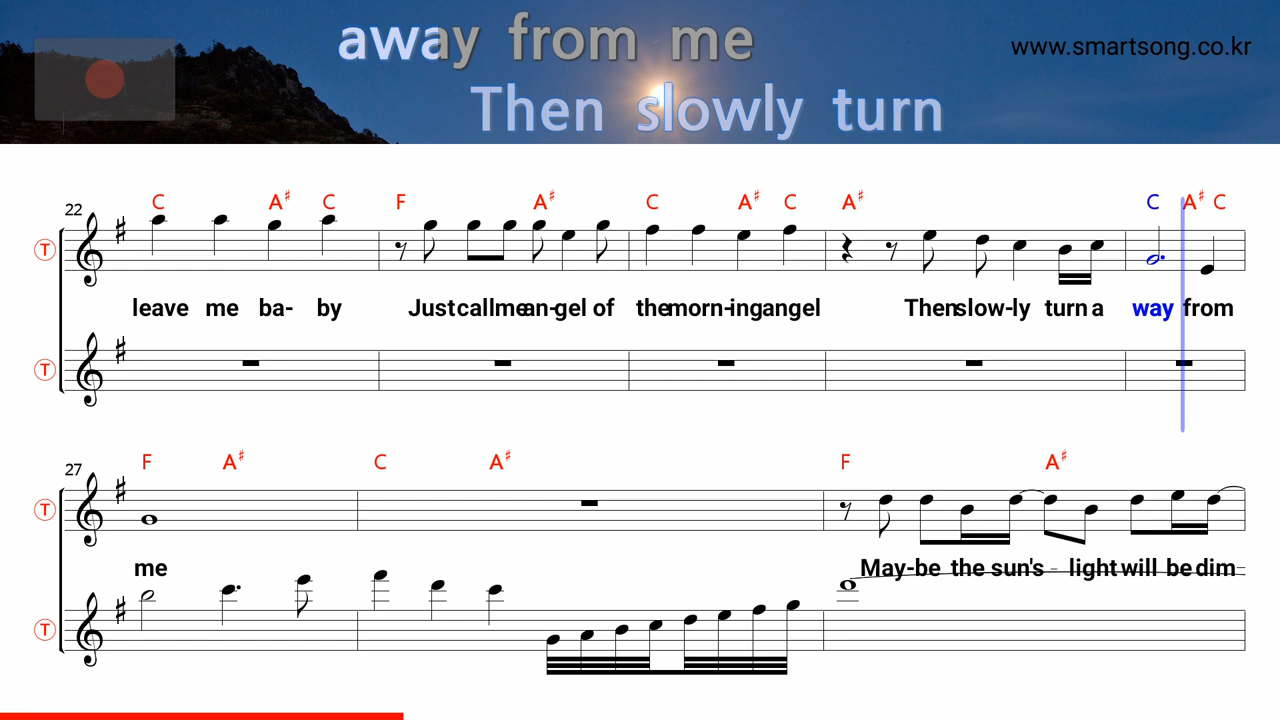 away from me
www.smartsong.co.kr
Then slowly turn
C A♯ C F A♯ C A♯ C A♯ C A♯ C
22
T
leave me ba- by Just call me an- gel of the morn- ing angel Then slow- ly turn a way from
T
F A♯ C A♯ F A♯
27
T
me May- be the sun's - light will be dim
T